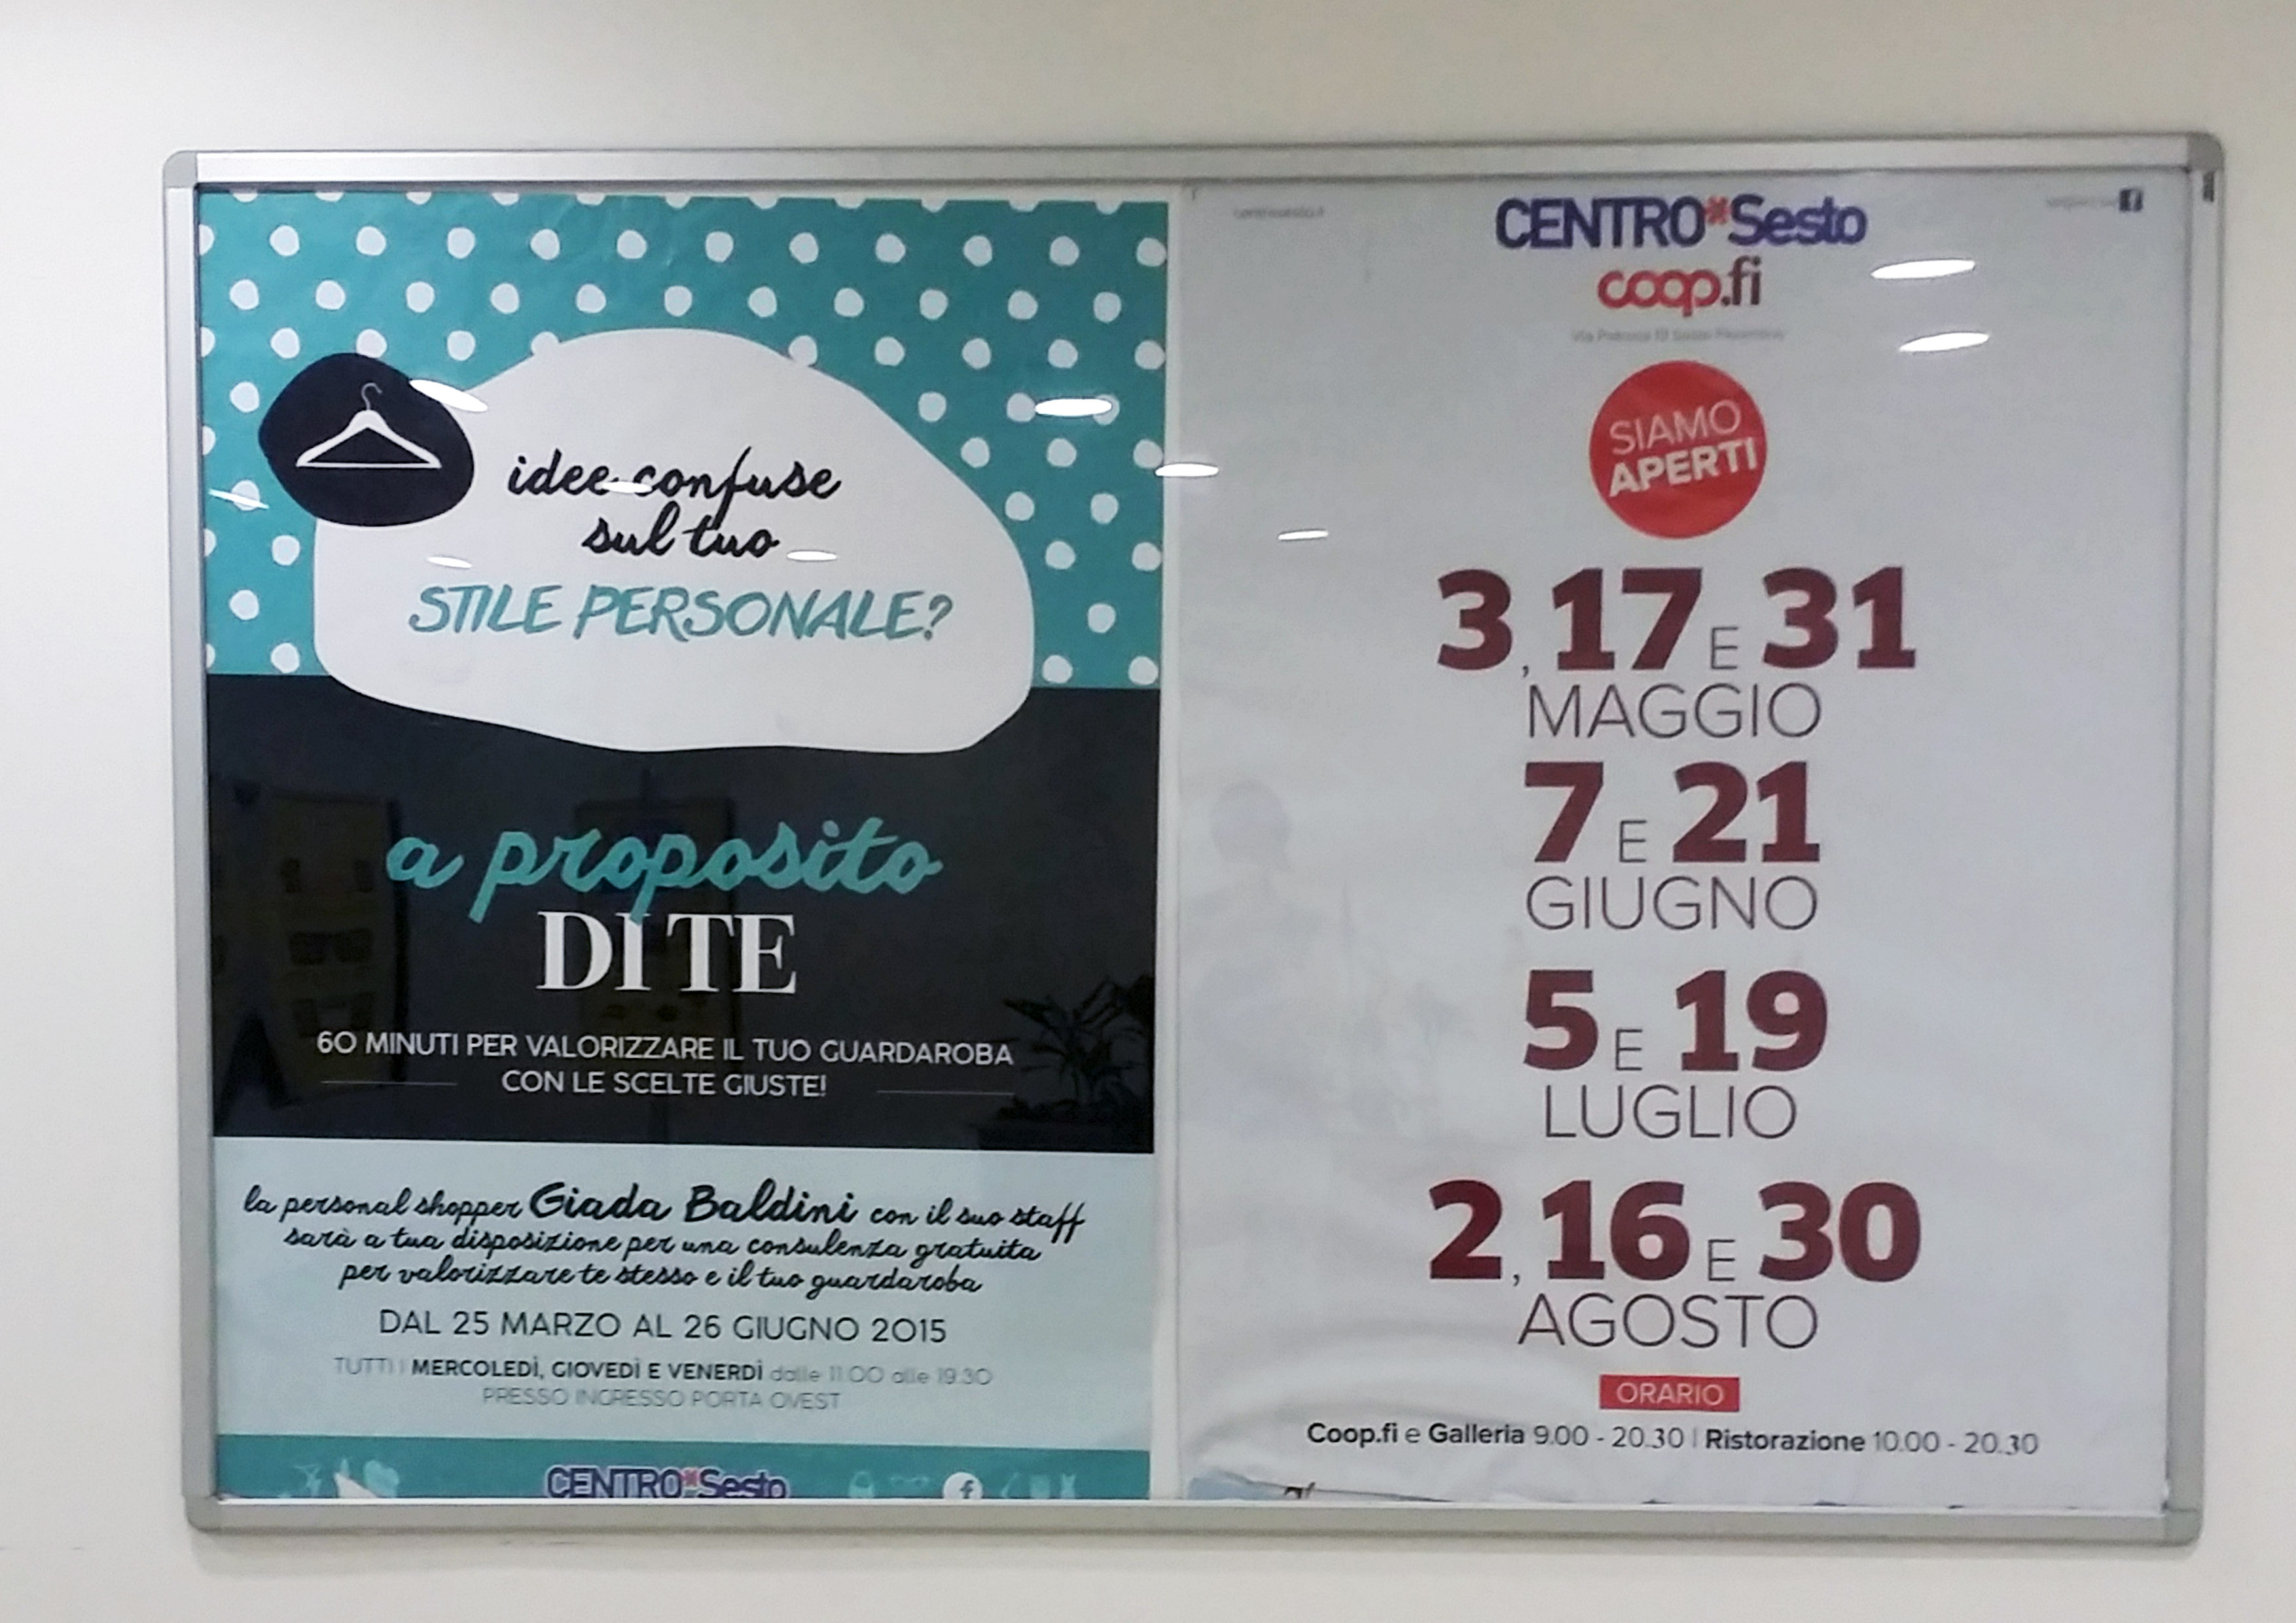 idee confuse
sul tuo
STILE PERSONALE?
a proposito
DI TE
60 MINUTI PER VALORIZZARE IL TUO GUARDAROBA
CON LE SCELTE GIUSTE!
la personal shopper Giada Baldini con il suo staff
sarà a tua disposizione per una consulenza gratuita
per valorizzare te stesso e il tuo guardaroba
DAL 25 MARZO AL 26 GIUGNO 2015
TUTTI I MERCOLEDÌ, GIOVEDÌ E VENERDÌ dalle 11.00 alle 19.30
PRESSO INGRESSO PORTA OVEST
CENTRO*Sesto
f
centrosesto.it
f
CENTRO*Sesto
coop.fi
Via
SIAMO
APERTI
3, 17 E 31
MAGGIO
7 E 21
GIUGNO
5 E 19
LUGLIO
2, 16 E 30
AGOSTO
ORARIO
Coop.fi e Galleria 9.00 - 20.30 | Ristorazione 10.00 - 20.30